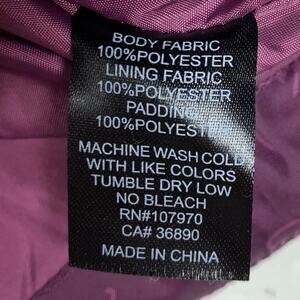 BODY FABRIC
100%POLYESTER
LINING FABRIC
100%POLYESTER
PADDING
100%POLYESTER
MACHINE WASH COLD
WITH LIKE COLORS
TUMBLE DRY LOW
NO BLEACH
RN#107970
CA# 36890
MADE IN CHINA